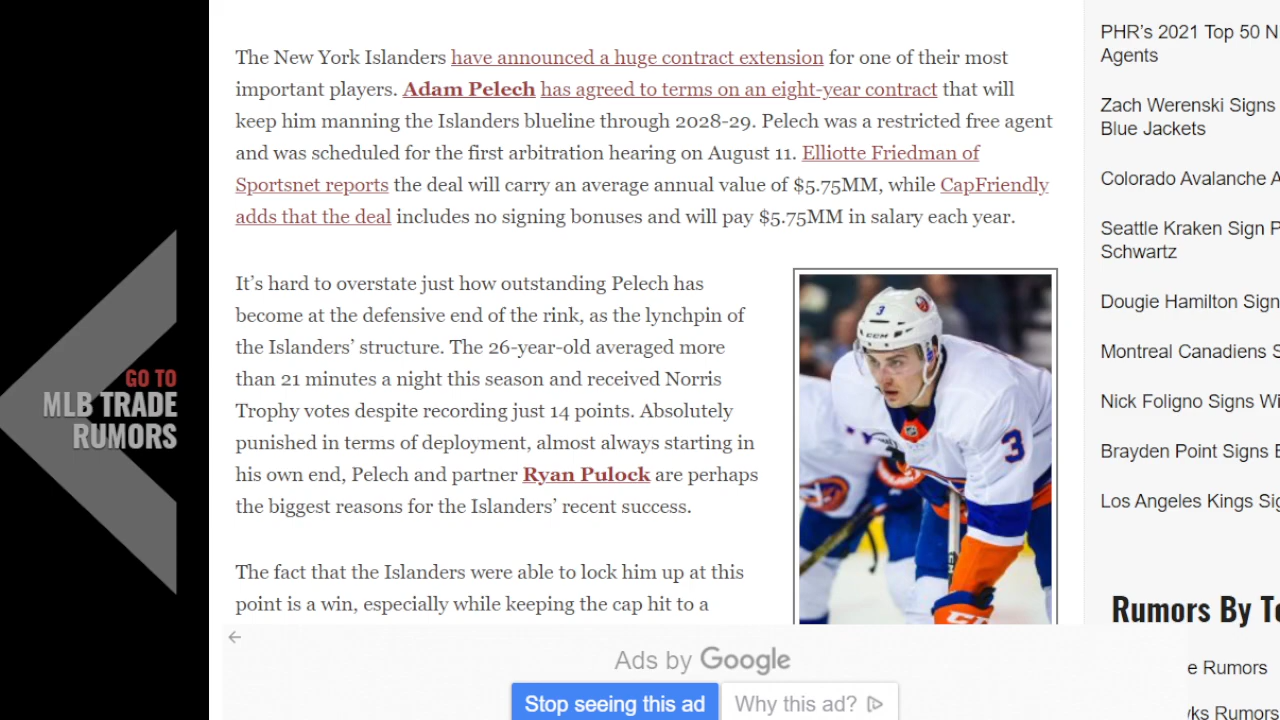 The New York Islanders have announced a huge contract extension for one of their most
important players. Adam Pelech has agreed to terms on an eight-year contract that will
keep him manning the Islanders blueline through 2028-29. Pelech was a restricted free agent
and was scheduled for the first arbitration hearing on August 11. Elliotte Friedman of
Sportsnet reports the deal will carry an average annual value of $5.75MM, while CapFriendly
adds that the deal includes no signing bonuses and will pay $5.75MM in salary each year.
It’s hard to overstate just how outstanding Pelech has
become at the defensive end of the rink, as the lynchpin of
the Islanders’ structure. The 26-year-old averaged more
than 21 minutes a night this season and received Norris
Trophy votes despite recording just 14 points. Absolutely
punished in terms of deployment, almost always starting in
his own end, Pelech and partner Ryan Pulock are perhaps
the biggest reasons for the Islanders’ recent success.
The fact that the Islanders were able to lock him up at this
point is a win, especially while keeping the cap hit to a
3
CCM
3
GO TO
MLB TRADE
RUMORS
PHR’s 2021 Top 50 N
Agents
Zach Werenski Signs
Blue Jackets
Colorado Avalanche A
Seattle Kraken Sign P
Schwartz
Dougie Hamilton Sign
Montreal Canadiens S
Nick Foligno Signs Wi
Brayden Point Signs E
Los Angeles Kings Sig
Rumors By Te
e Rumors
ks Rumors
Ads by Google
Stop seeing this ad
Why this ad?